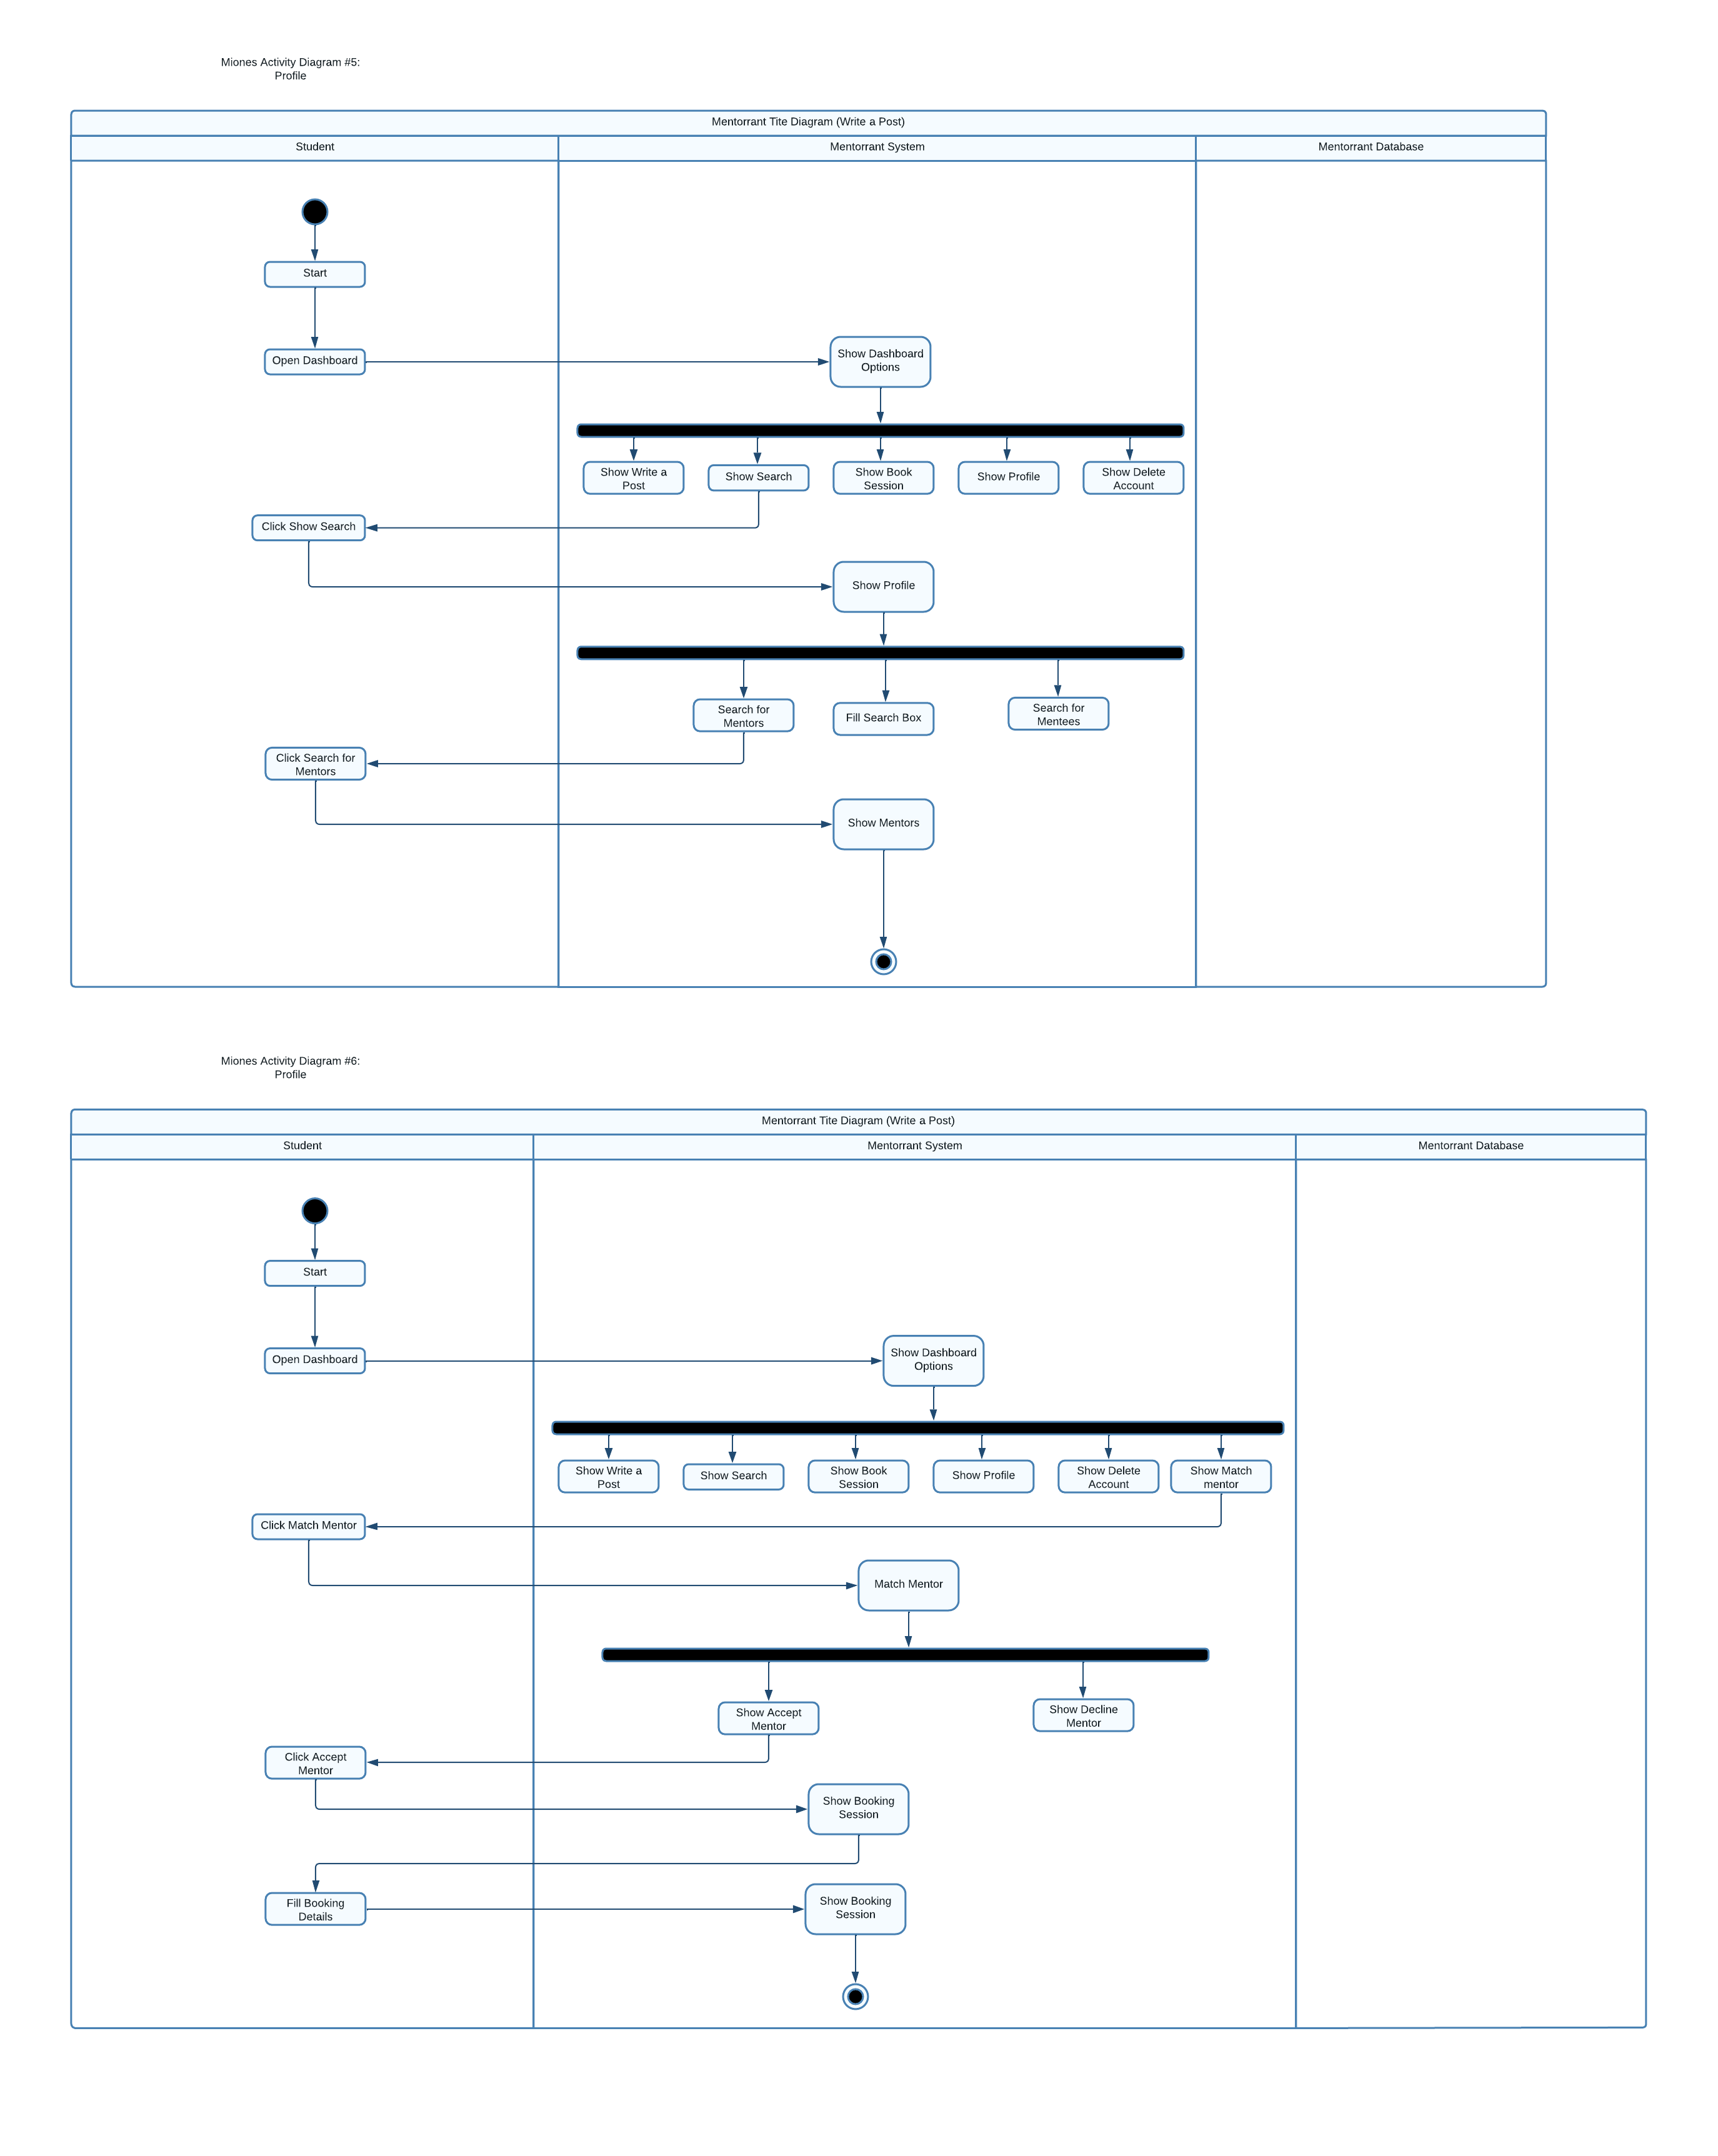 Miones Activity Diagram #5:
Profile
Mentorrant Tite Diagram (Write a Post)
Student
Mentorrant System
Mentorrant Database
Start
Open Dashboard
Show Dashboard
Options
Show Write a
Post
Show Search
Show Book
Session
Show Profile
Show Delete
Account
Click Show Search
Show Profile
Search for
Mentors
Fill Search Box
Search for
Mentees
Click Search for
Mentors
Show Mentors
Miones Activity Diagram #6:
Profile
Mentorrant Tite Diagram (Write a Post)
Student
Mentorrant System
Mentorrant Database
Start
Open Dashboard
Show Dashboard
Options
Show Write a
Post
Show Search
Show Book
Session
Show Profile
Show Delete
Account
Show Match
mentor
Click Match Mentor
Match Mentor
Show Accept
Mentor
Show Decline
Mentor
Click Accept
Mentor
Show Booking
Session
Fill Booking
Details
Show Booking
Session